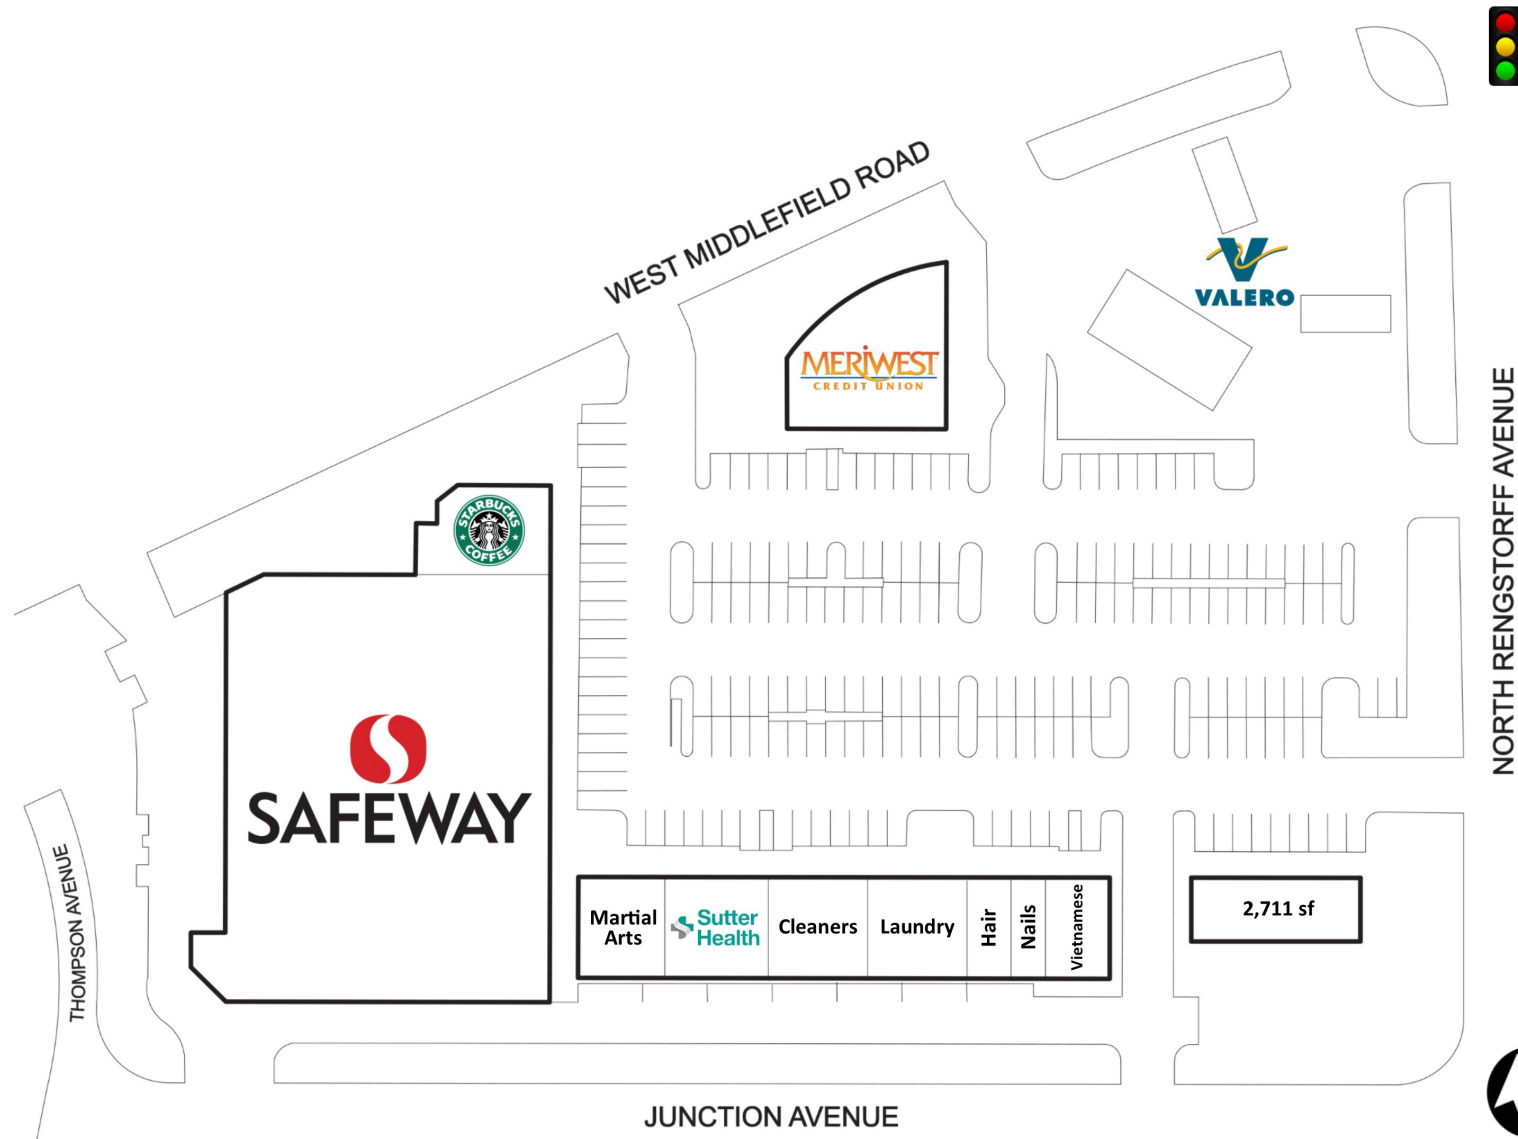 WEST MIDDLEFIELD ROAD
VALERO
MERIWEST
CREDIT UNION
NORTH RENGSTORFF AVENUE
STARBUCKS
COFFEE
SAFEWAY
THOMPSON AVENUE
Martial
Arts
Sutter
Health
Cleaners
Laundry
Hair
Nails
Vietnamese
2,711 sf
JUNCTION AVENUE